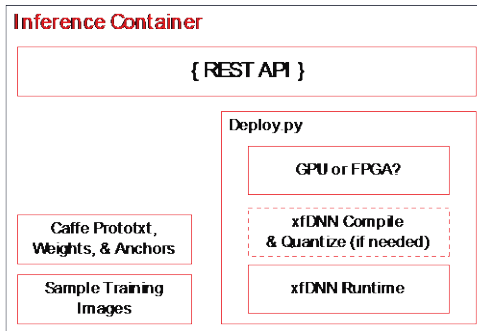 Inference Container
{ REST API }
Deploy.py
GPU or FPGA?
xfDNN Compile
& Quantize (if needed)
xfDNN Runtime
Caffe Prototxt,
Weights, & Anchors
Sample Training
Images